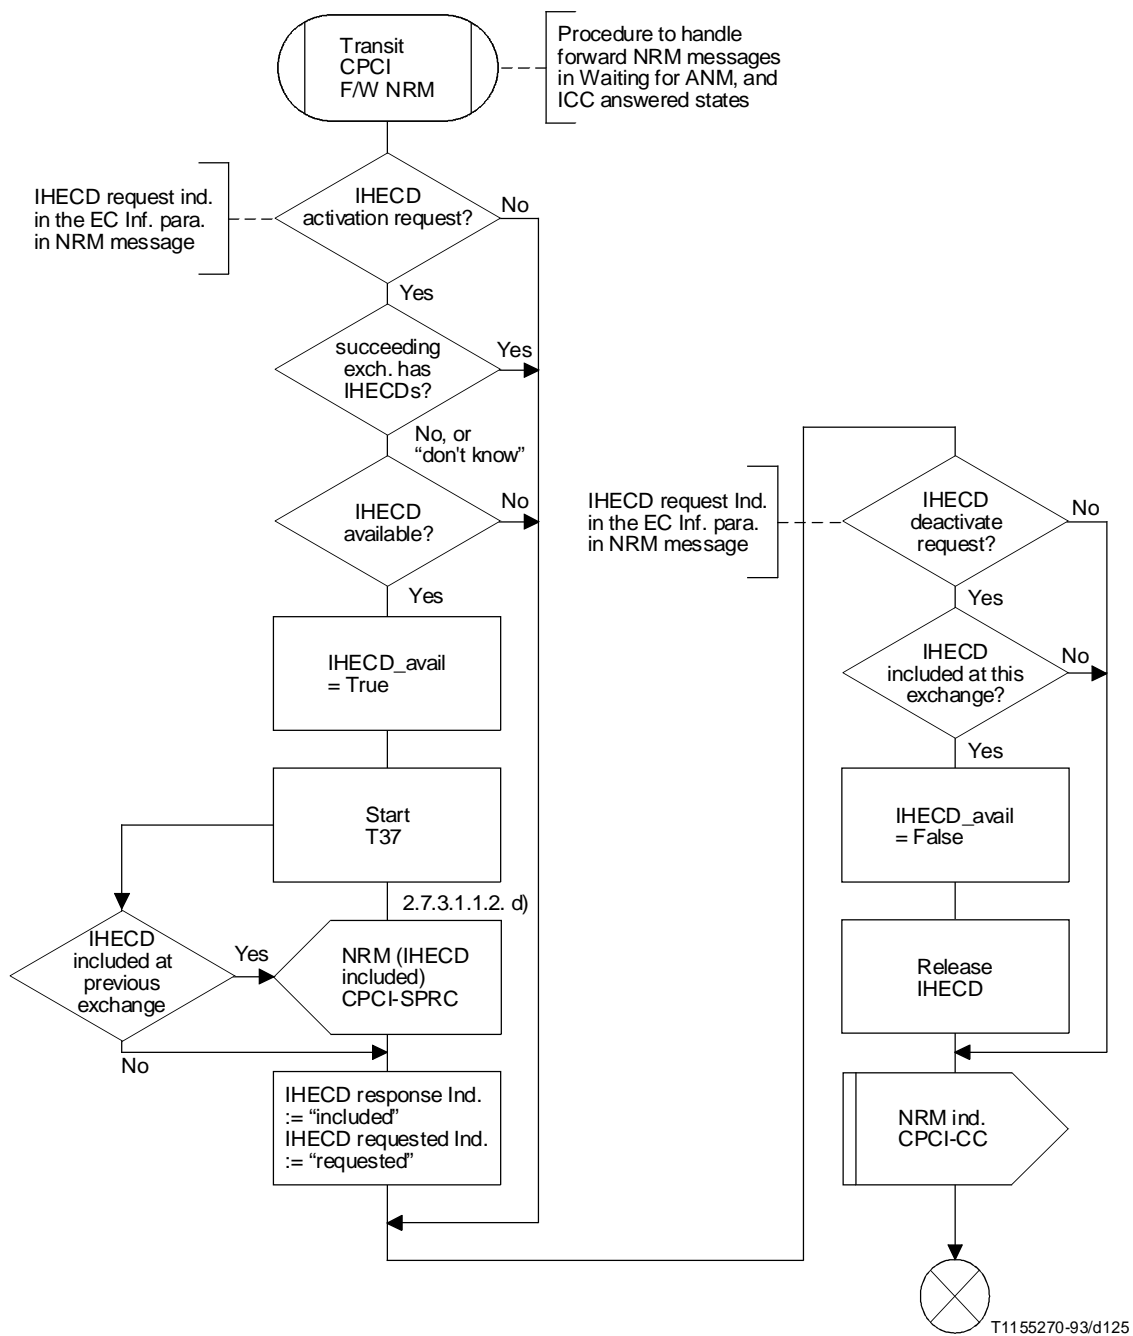 Transit
CPCI
F/W NRM
Procedure to handle
forward NRM messages
in Waiting for ANM, and
ICC answered states
IHECD request ind.
in the EC Inf. para.
in NRM message
IHECD
activation request?
No
Yes
succeeding
exch. has
IHECDs?
Yes
No, or
“don't know”
IHECD
available?
No
Yes
IHECD_avail
= True
Start
T37
2.7.3.1.1.2. d)
IHECD
included at
previous
exchange
Yes
No
NRM (IHECD
included)
CPCI-SPRC
IHECD response Ind.
:= “included”
IHECD requested Ind.
:= “requested”
IHECD request Ind.
in the EC Inf. para.
in NRM message
IHECD
deactivate
request?
No
Yes
IHECD
included at this
exchange?
No
Yes
IHECD_avail
= False
Release
IHECD
NRM ind.
CPCI-CC
T1155270-93/d125